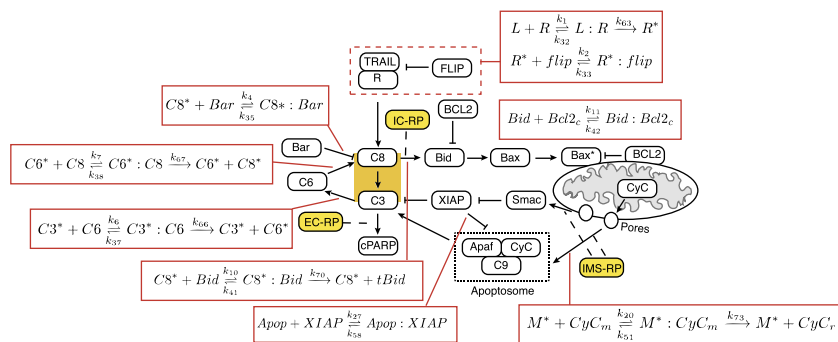 L + R k1 ⇌ k32 L : R k63 → R*
R* + flip k2 ⇌ k33 R* : flip
TRAIL
R
FLIP
C8* + Bar k4 ⇌ k35 C8* : Bar
IC-RP
BCL2
Bid + Bcl2c k11 ⇌ k42 Bid : Bcl2c
Bar
C6* + C8 k7 ⇌ k38 C6* : C8 k67 → C6* + C8*
C8
Bid
Bax
Bax*
BCL2
C6
CyC
C3
XIAP
Smac
C3* + C6 k6 ⇌ k37 C3* : C6 k66 → C3* + C6*
EC-RP
Pores
cPARP
Apaf
CyC
C9
IMS-RP
C8* + Bid k10 ⇌ k41 C8* : Bid k70 → C8* + tBid
Apoptosome
Apop + XIAP k27 ⇌ k58 Apop : XIAP
M* + CyCm k20 ⇌ k51 M* : CyCm k73 → M* + CyCr